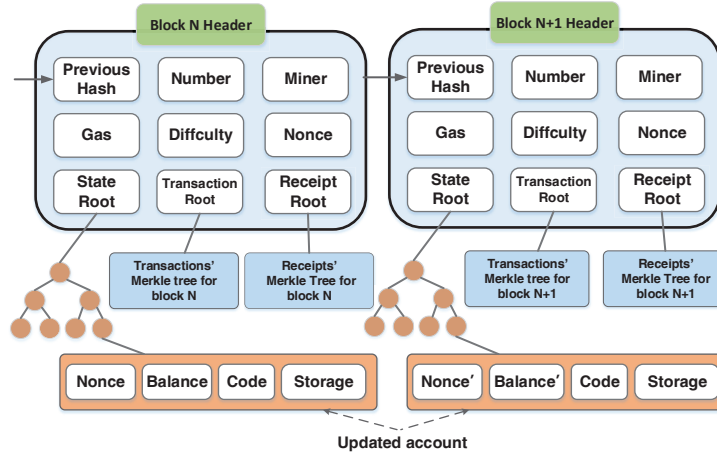 Block N Header
Previous
Hash
Number
Miner
Gas
Diffculty
Nonce
State
Root
Transaction
Root
Receipt
Root
Transactions'
Merkle tree for
block N
Receipts'
Merkle Tree for
block N
Nonce
Balance
Code
Storage
Block N+1 Header
Previous
Hash
Number
Miner
Gas
Diffculty
Nonce
State
Root
Transaction
Root
Receipt
Root
Transactions'
Merkle tree for
block N+1
Receipts'
Merkle Tree for
block N+1
Nonce′
Balance′
Code
Storage
Updated account